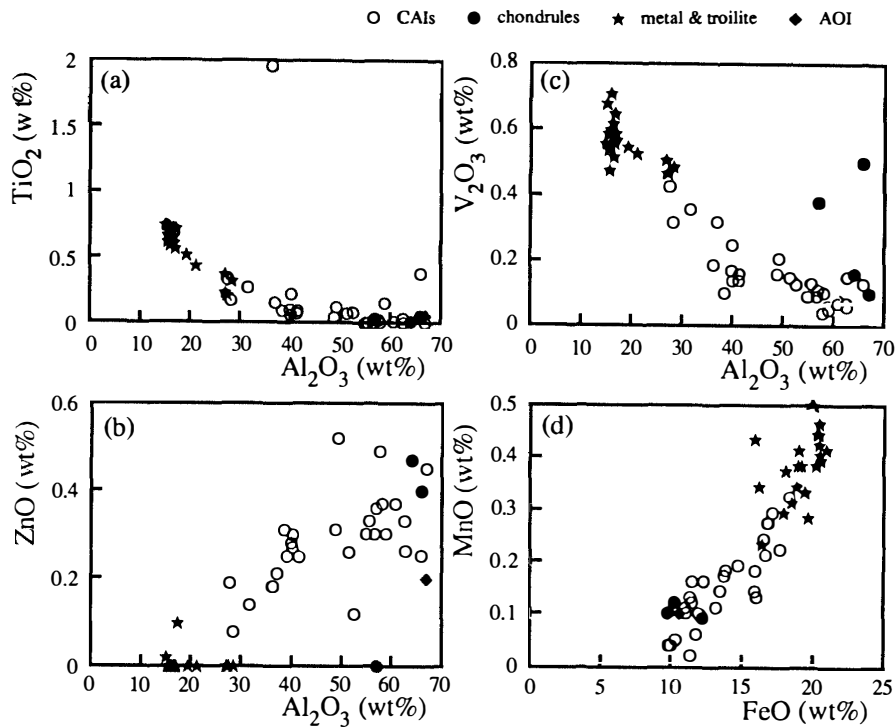 CAIs chondrules metal & troilite AOI
(a)
TiO₂ (wt%)
2
1.5
1
0.5
0
0 10 20 30 40 50 60 70
Al₂O₃ (wt%)
(c)
V₂O₃ (wt%)
0.8
0.6
0.4
0.2
0.0
0 10 20 30 40 50 60 70
Al₂O₃ (wt%)
(b)
ZnO (wt%)
0.6
0.4
0.2
0
0 10 20 30 40 50 60 70
Al₂O₃ (wt%)
(d)
MnO (wt%)
0.5
0.4
0.3
0.2
0.1
0.0
0 5 10 15 20 25
FeO (wt%)